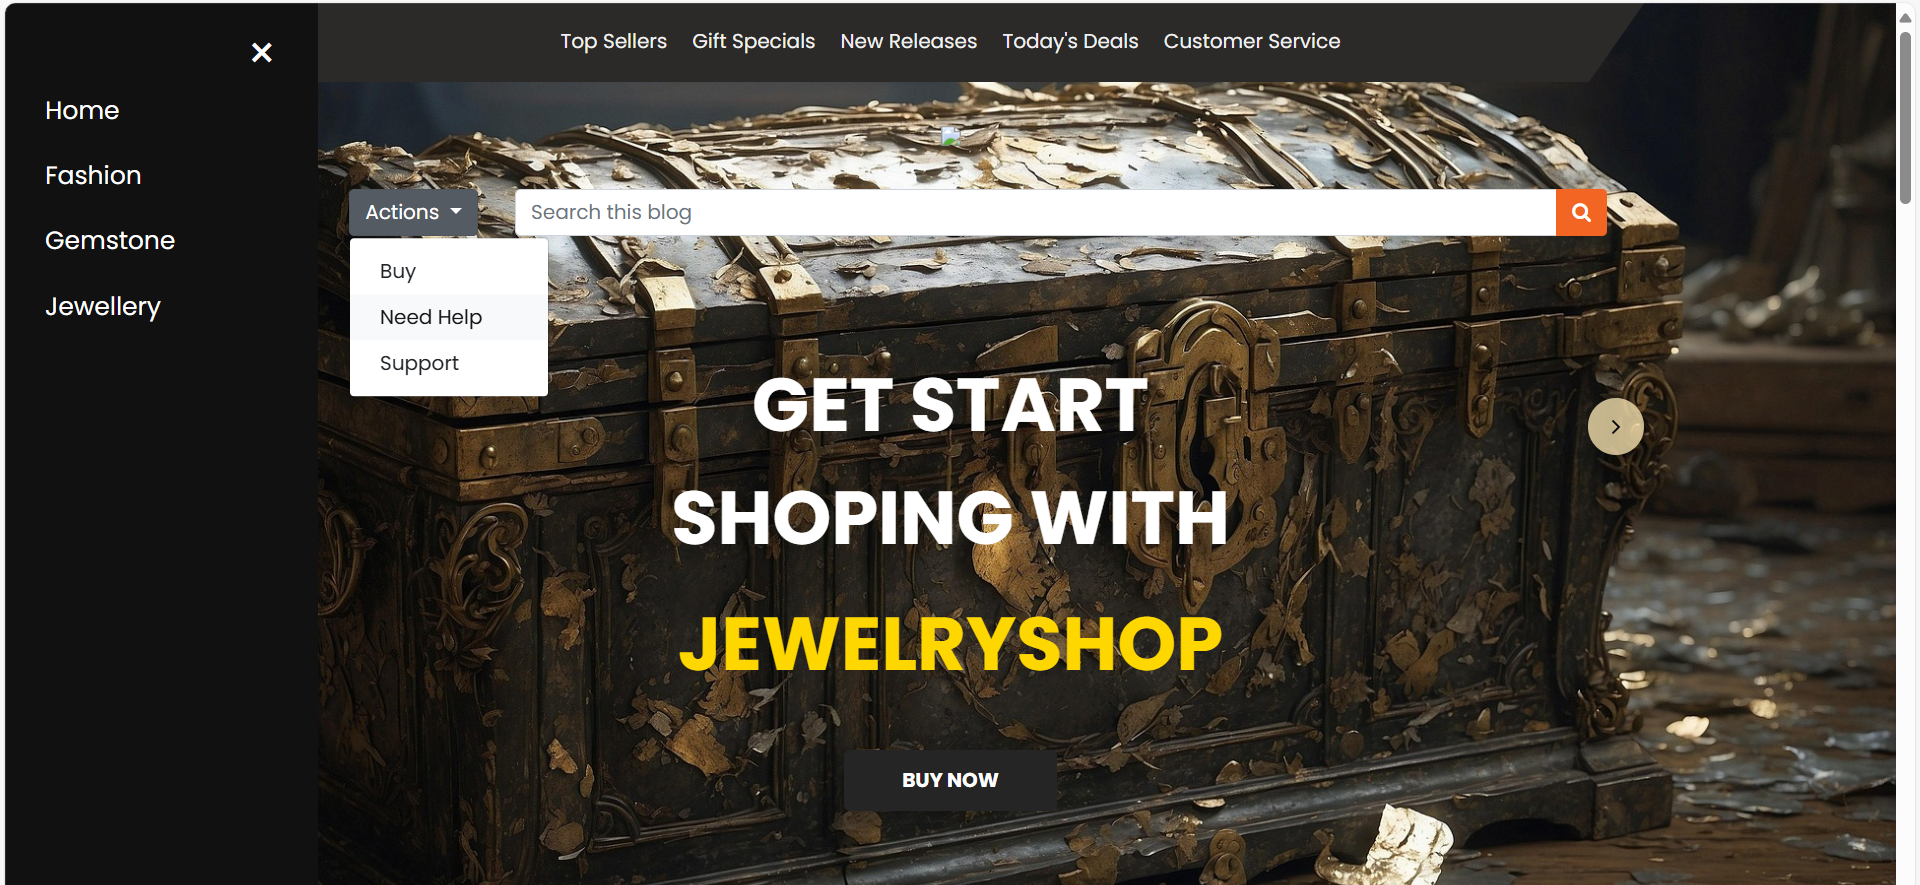 ×
Home
Fashion
Gemstone
Jewellery
Top Sellers Gift Specials New Releases Today's Deals Customer Service
Actions
Search this blog
Buy
Need Help
Support
GET START
SHOPING WITH
JEWELRYSHOP
BUY NOW